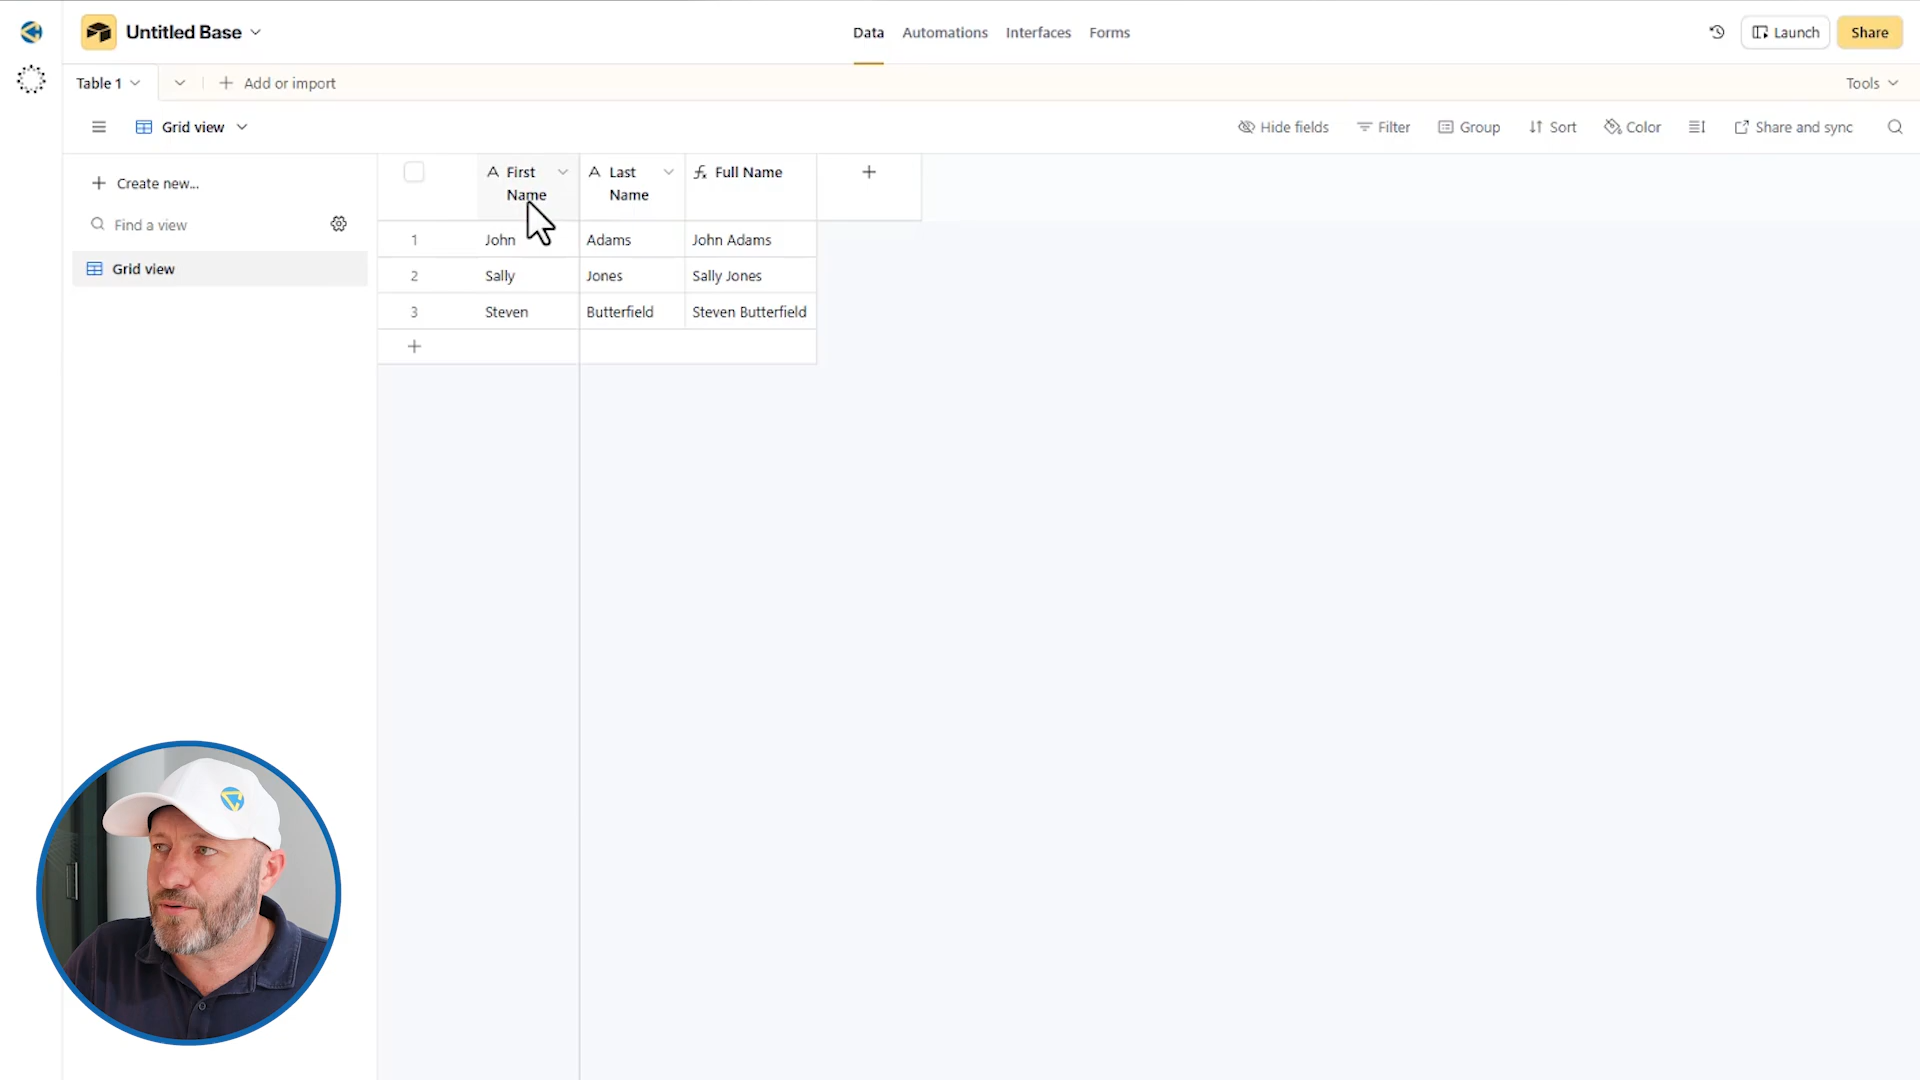 Untitled Base
Data Automations Interfaces Forms
Launch
Share
Table 1
Add or import
Tools
Grid view
Hide fields Filter Group Sort Color Share and sync
Create new...
Find a view
Grid view
First Name
Last Name
Full Name
1 John Adams John Adams
2 Sally Jones Sally Jones
3 Steven Butterfield Steven Butterfield